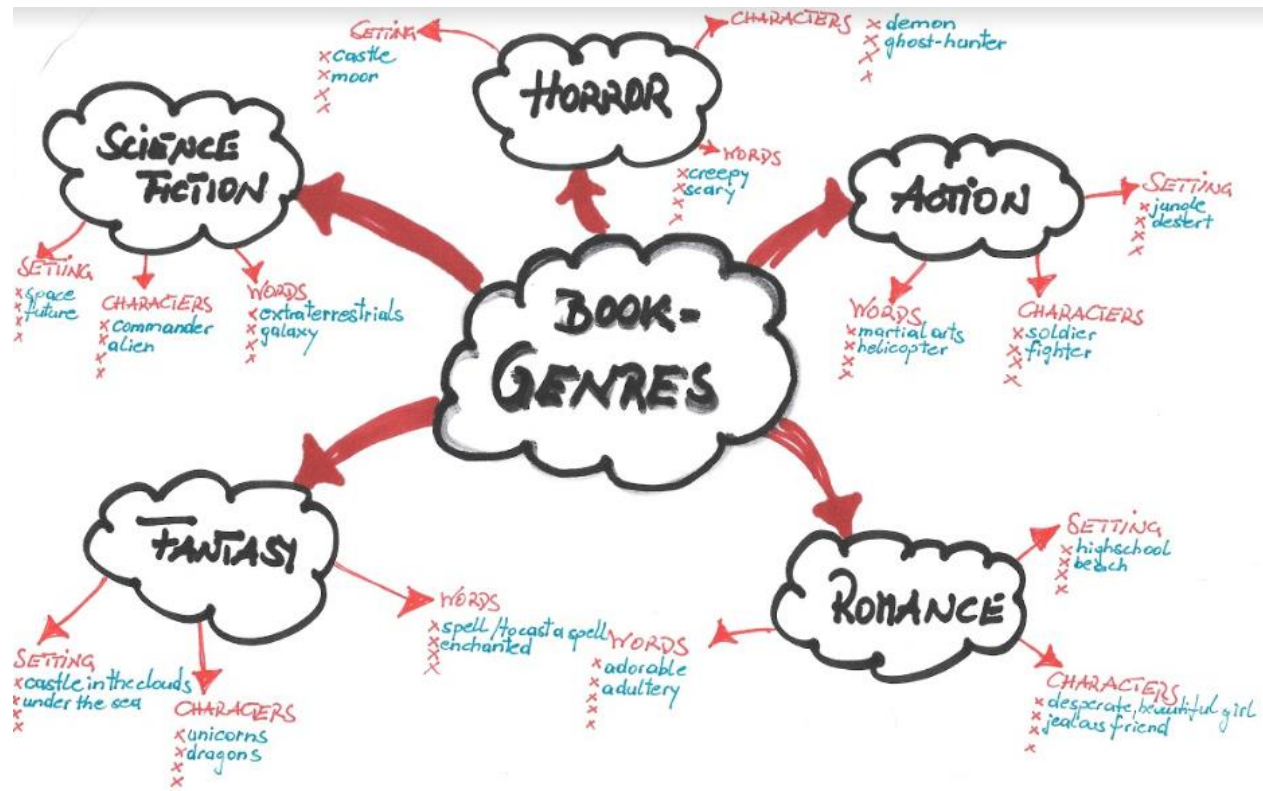 BOOK-
GENRES
HORROR
SETTING
x castle
x moor
x
x
CHARACTERS
x demon
x ghost-hunter
x
x
WORDS
x creepy
x scary
x
x
ACTION
SETTING
x jungle
x destert
x
x
WORDS
x martial arts
x helicopter
x
x
CHARACTERS
x soldier
x fighter
x
x
ROMANCE
SETTING
x highschool
x beach
x
x
CHARACTERS
x desperate, beautiful girl
x jealous friend
x
x
WORDS
x adorable
x adultery
x
x
FANTASY
WORDS
x spell/to cast a spell
x enchanted
x
x
CHARACTERS
x unicorns
x dragons
x
x
SETTING
x castle in the clouds
x under the sea
x
x
SCIENCE
FICTION
SETTING
x space
x future
x
x
CHARACTERS
x commander
x alien
x
x
WORDS
x extraterrestrials
x galaxy
x
x